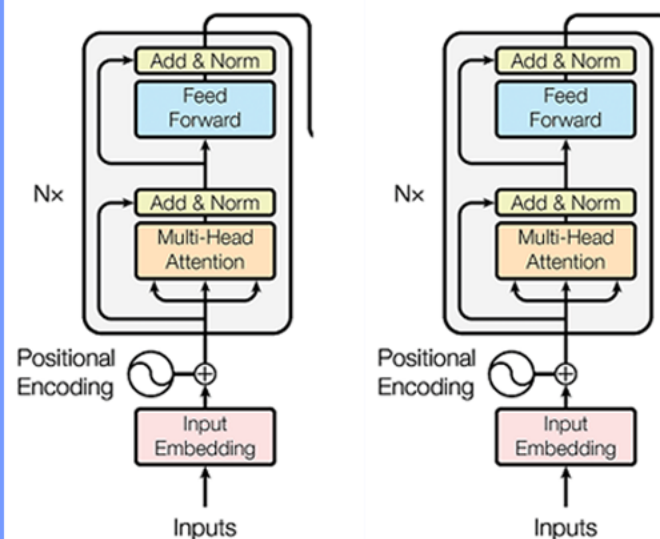 Add & Norm
Feed
Forward
Nx
Add & Norm
Multi-Head
Attention
Positional
Encoding
Input
Embedding
Inputs
Add & Norm
Feed
Forward
Nx
Add & Norm
Multi-Head
Attention
Positional
Encoding
Input
Embedding
Inputs